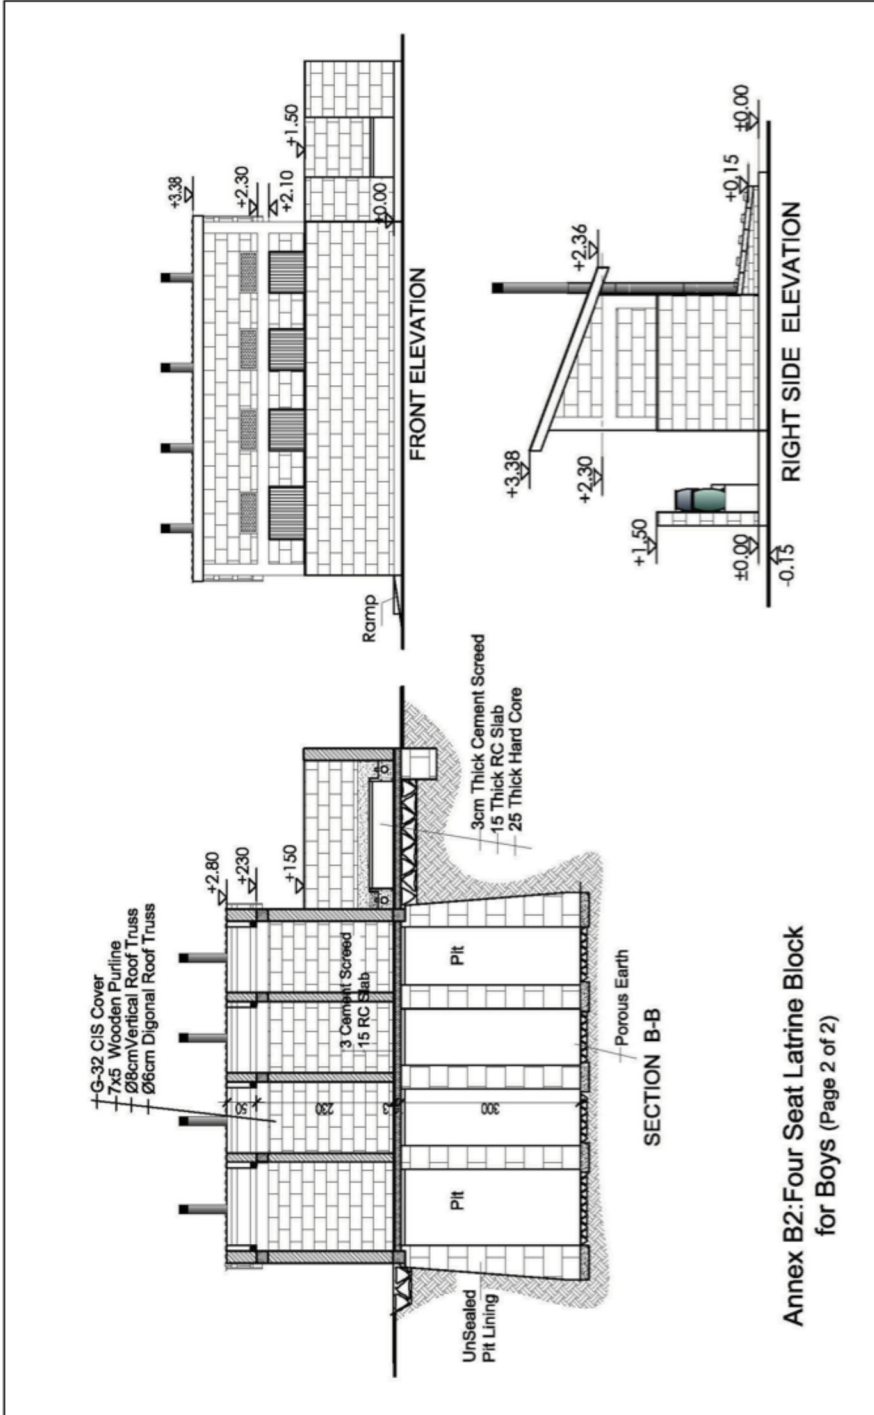 +3.38
+2.30
+2.10
+1.50
±0.00
Ramp
FRONT ELEVATION
+3.38
+2.36
+2.30
+1.50
+0.15
±0.00
±0.00
-0.15
RIGHT SIDE ELEVATION
G-32 CIS Cover
7x5 Wooden Purline
Ø8cmVertical Roof Truss
Ø6cm Digonal Roof Truss
+2.80
+230
+150
50
230
3
300
3 Cement Screed
15 RC Slab
3cm Thick Cement Screed
15 Thick RC Slab
25 Thick Hard Core
Pit
Pit
UnSealed
Pit Lining
Porous Earth
SECTION B-B
Annex B2:Four Seat Latrine Block
for Boys (Page 2 of 2)